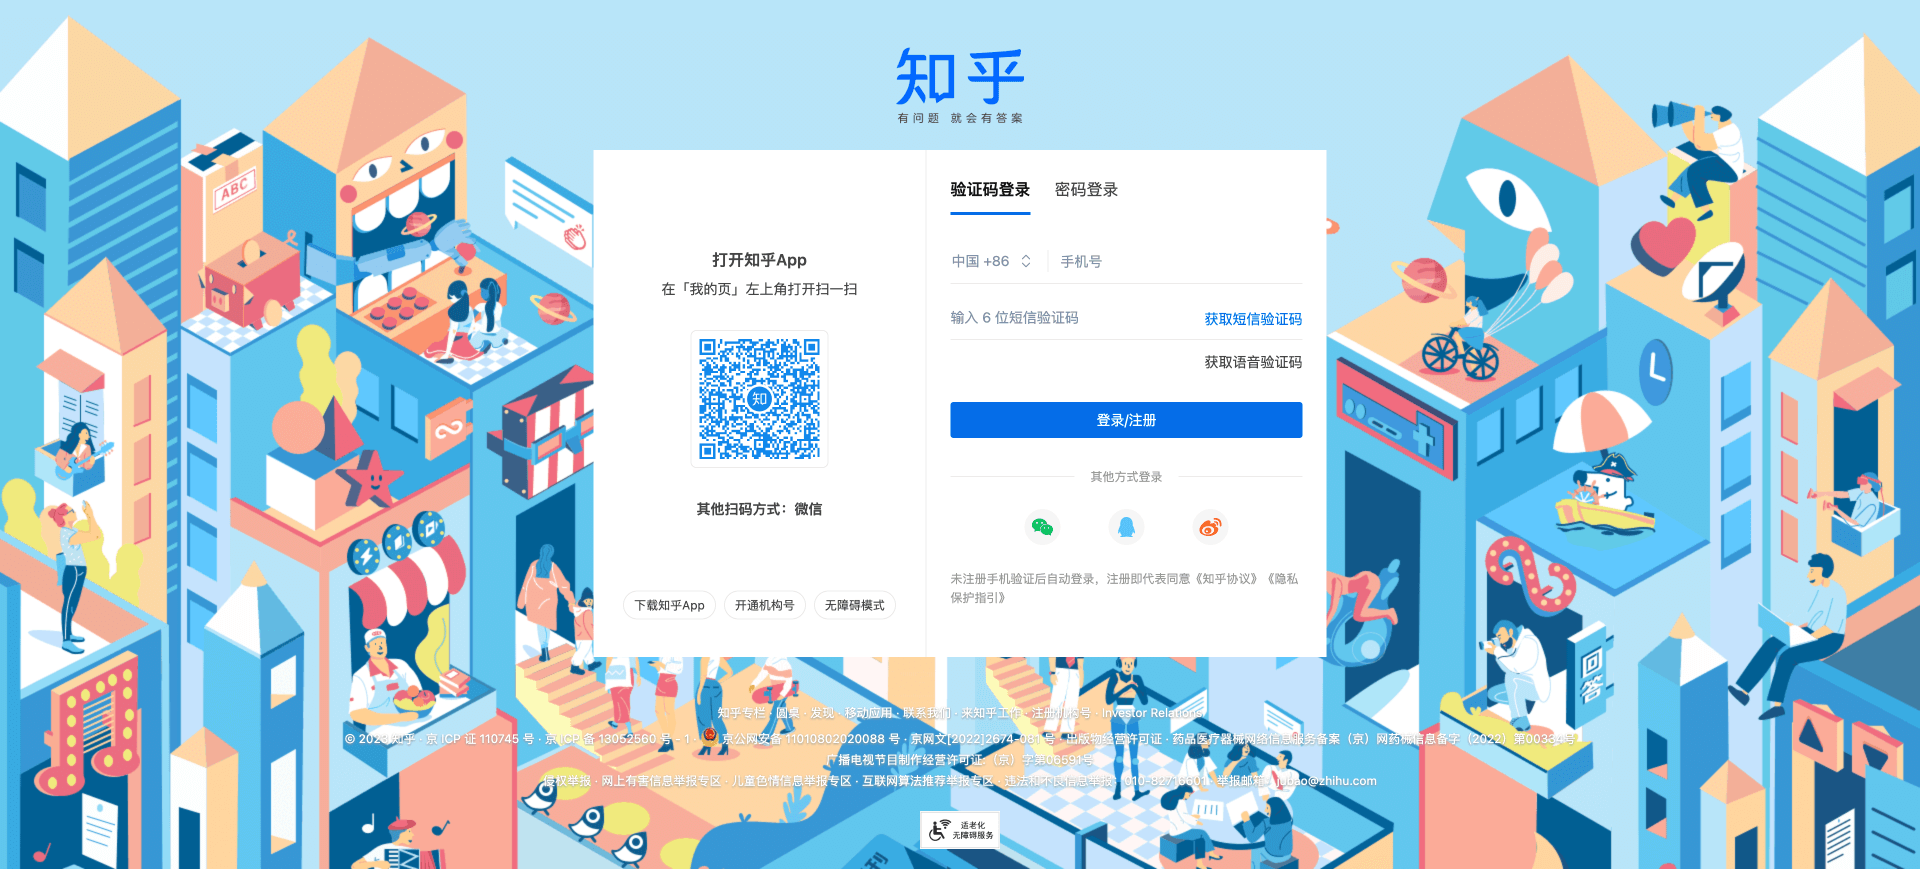 知乎
有问题 就会有答案
打开知乎App
在「我的页」左上角打开扫一扫
知
其他扫码方式：微信
下载知乎App
开通机构号
无障碍模式
验证码登录
密码登录
中国 +86
手机号
输入 6 位短信验证码
获取短信验证码
获取语音验证码
登录/注册
其他方式登录
未注册手机验证后自动登录，注册即代表同意《知乎协议》《隐私
保护指引》
ABC
回答
刊
知乎专栏 · 圆桌 · 发现 · 移动应用 · 联系我们 · 来知乎工作 · 注册机构号 · Investor Relations
© 2023 知乎 · 京 ICP 证 110745 号 · 京 ICP 备 13052560 号 - 1 · 京公网安备 11010802020088 号 · 京网文[2022]2674-081 号 · 出版物经营许可证 · 药品医疗器械网络信息服务备案（京）网药械信息备字（2022）第00334号
广播电视节目制作经营许可证:（京）字第06591号
侵权举报 · 网上有害信息举报专区 · 儿童色情信息举报专区 · 互联网算法推荐举报专区 · 违法和不良信息举报：010-82716601 · 举报邮箱：jubao@zhihu.com
适老化
无障碍服务